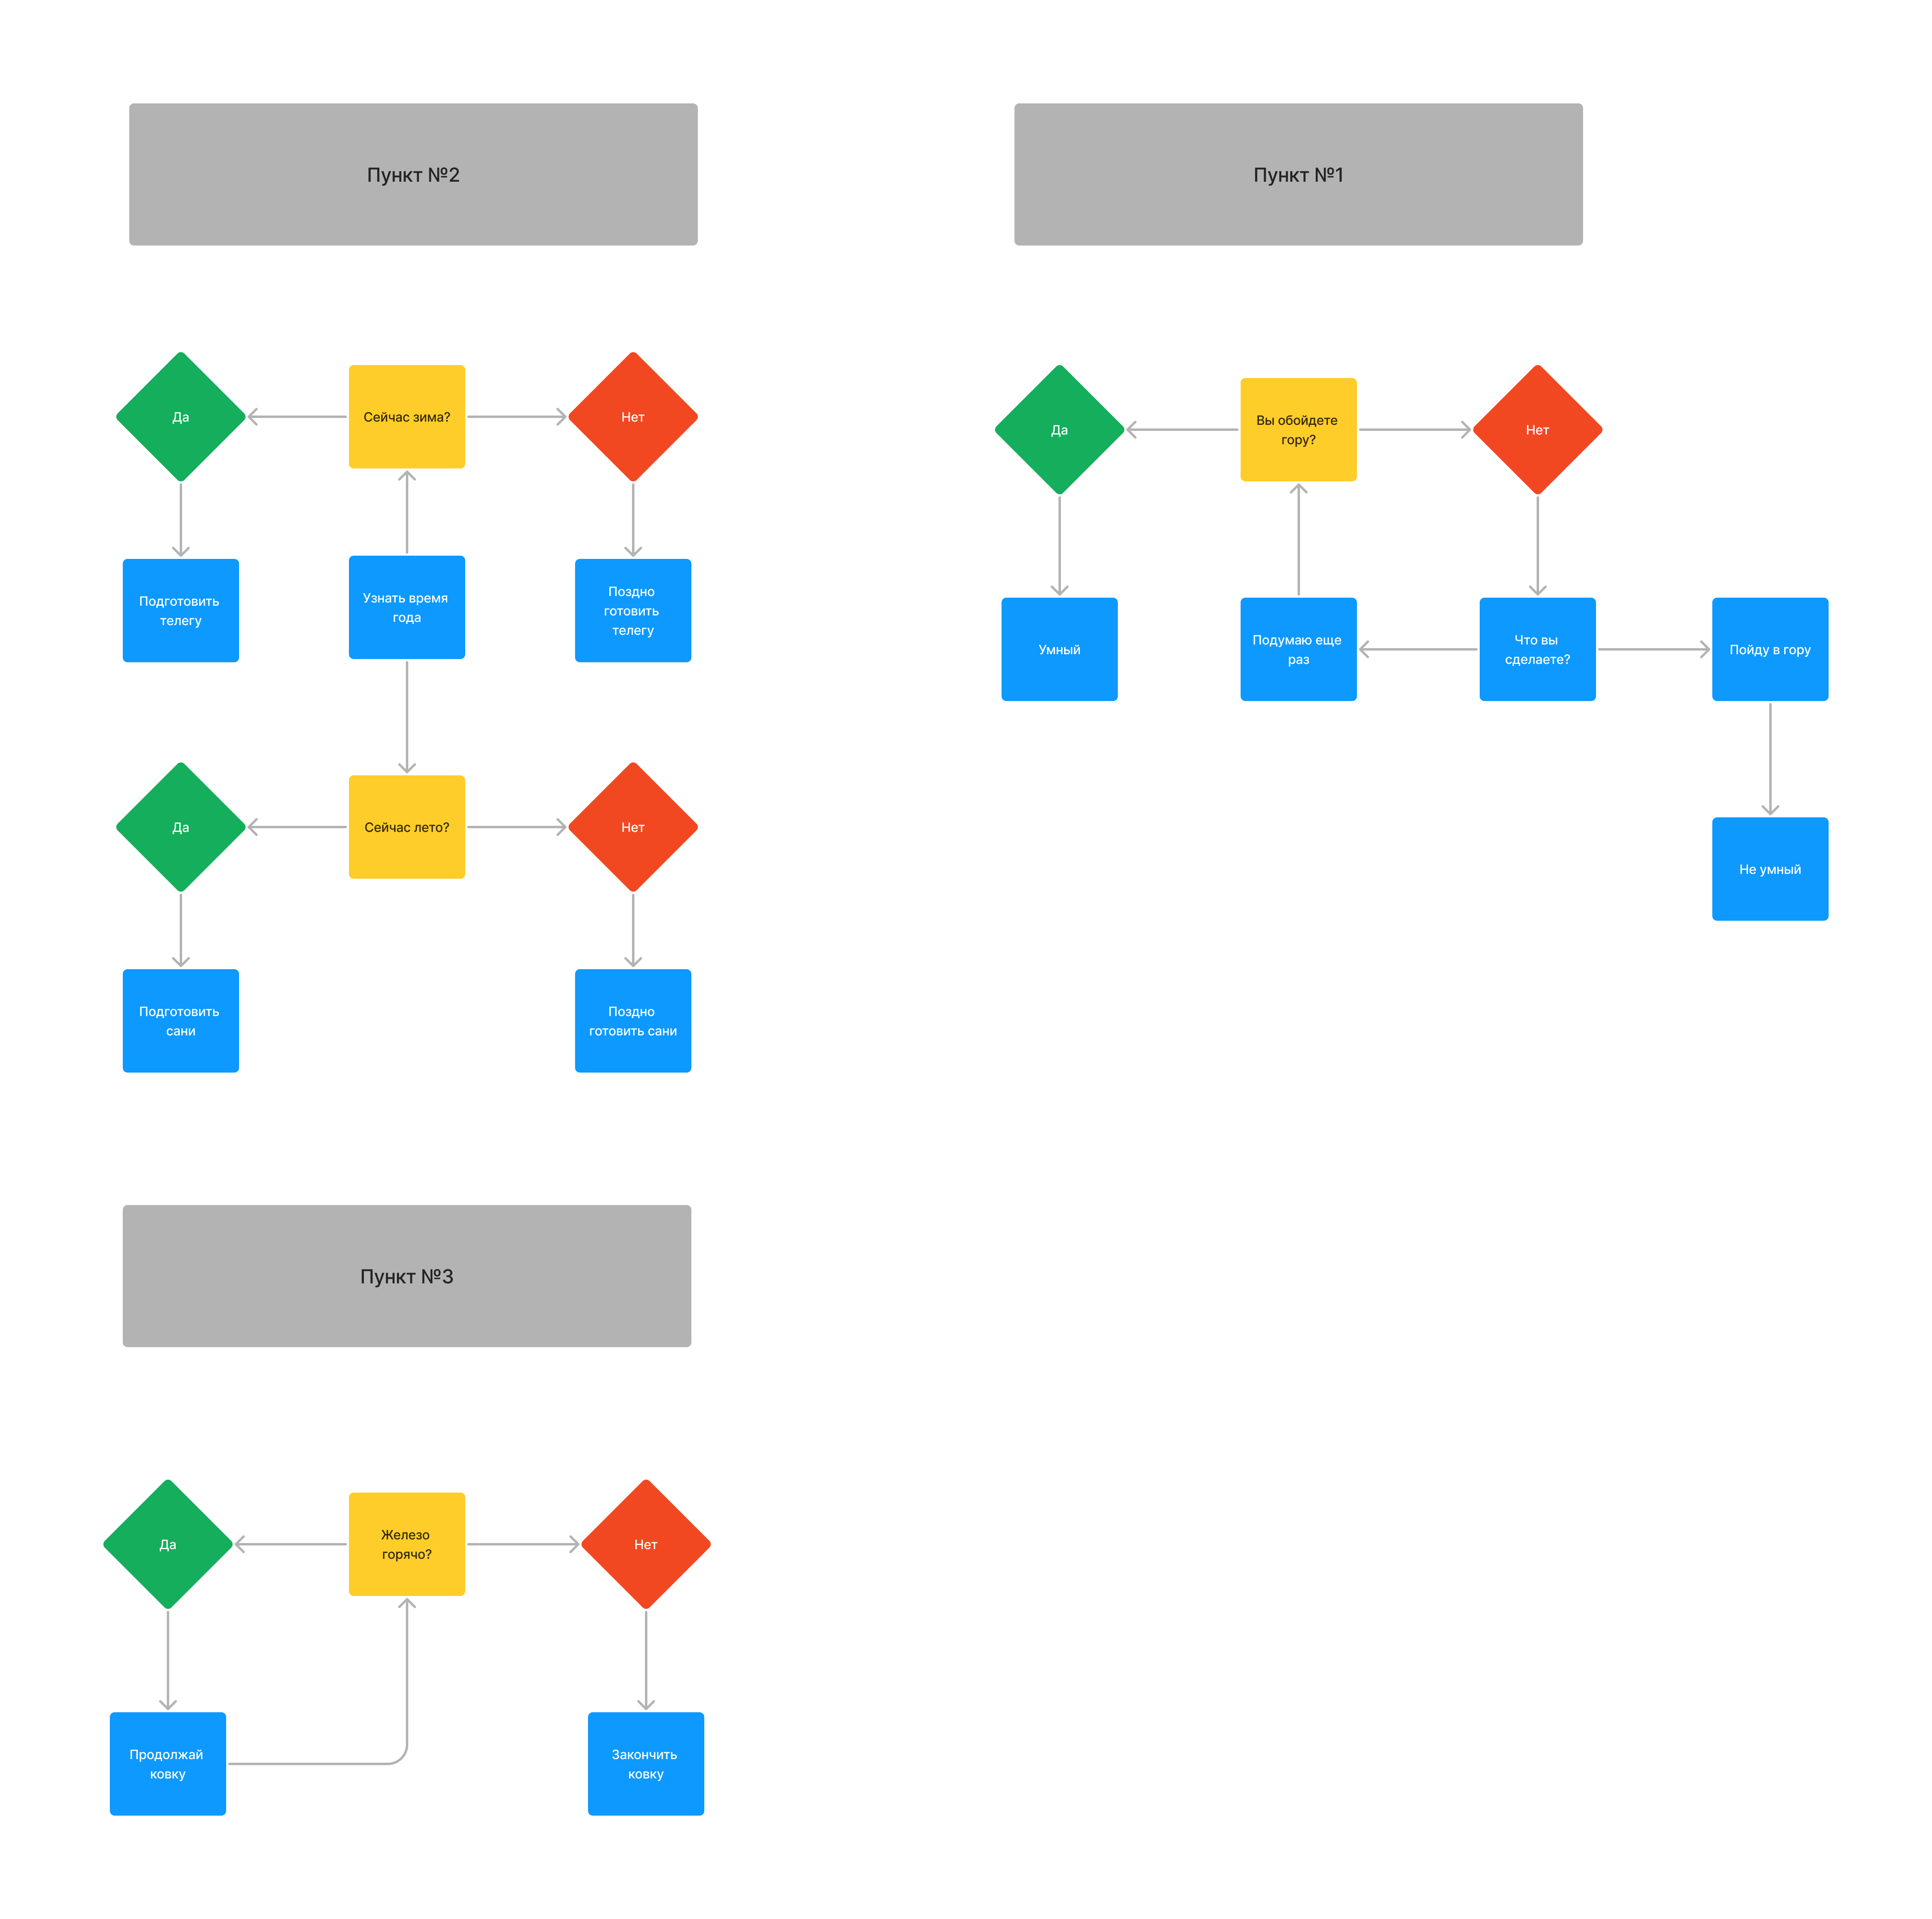 Пункт №2
Да
Сейчас зима?
Нет
Подготовить
телегу
Узнать время
года
Поздно
готовить
телегу
Да
Сейчас лето?
Нет
Подготовить
сани
Поздно
готовить сани
Пункт №1
Да
Вы обойдете
гору?
Нет
Умный
Подумаю еще
раз
Что вы
сделаете?
Пойду в гору
Не умный
Пункт №3
Да
Железо
горячо?
Нет
Продолжай
ковку
Закончить
ковку